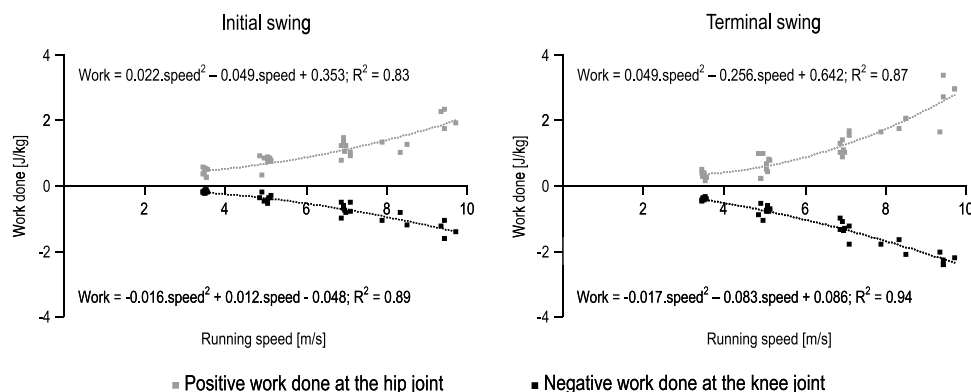 Initial swing
Work = 0.022.speed² – 0.049.speed + 0.353; R² = 0.83
4
2
0
-2
-4
2 4 6 8 10
Work done [J/kg]
Work = -0.016.speed² + 0.012.speed - 0.048; R² = 0.89
Running speed [m/s]
Terminal swing
Work = 0.049.speed² – 0.256.speed + 0.642; R² = 0.87
4
2
0
-2
-4
2 4 6 8 10
Work done [J/kg]
Work = -0.017.speed² – 0.083.speed + 0.086; R² = 0.94
Running speed [m/s]
Positive work done at the hip joint
Negative work done at the knee joint